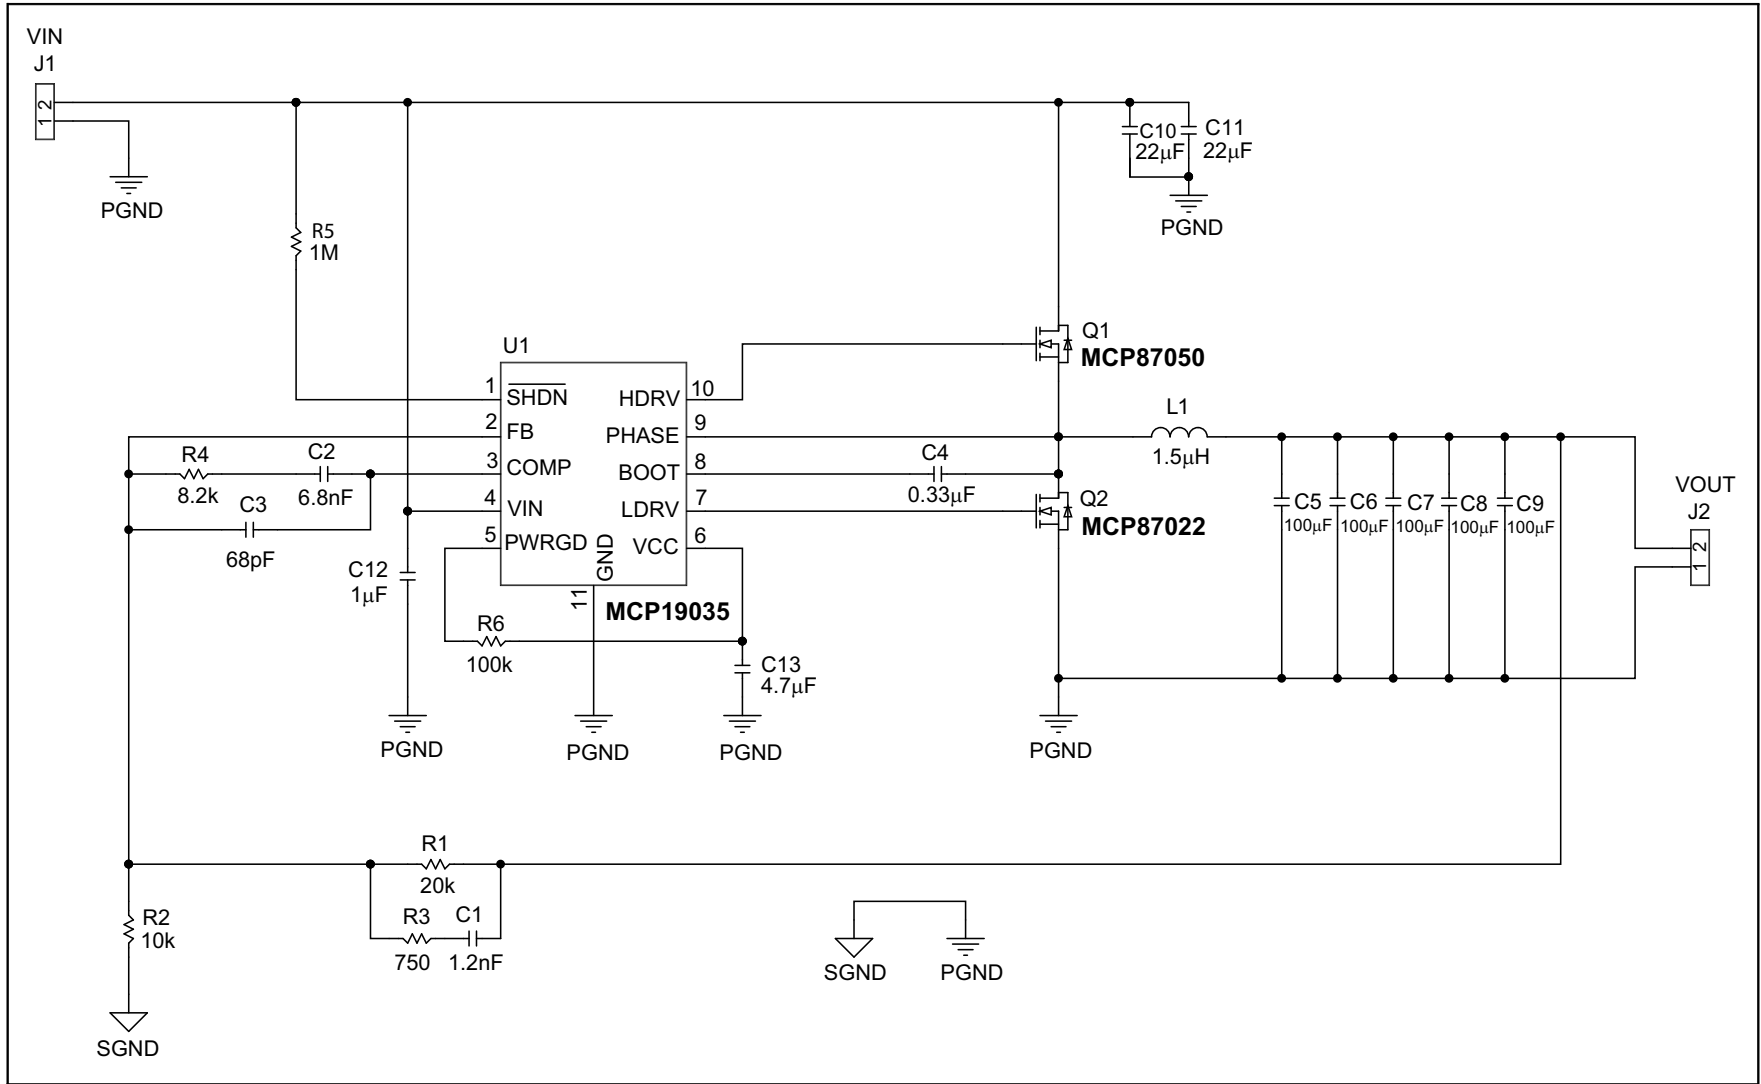 VIN
J1
1 2
PGND
R5
1M
C10
22μF
C11
22μF
PGND
U1
1
SHDN
2
FB
3
COMP
4
VIN
5
PWRGD
HDRV
10
PHASE
9
BOOT
8
LDRV
7
VCC
6
GND
11
MCP19035
R4
8.2k
C2
6.8nF
C3
68pF
C12
1μF
R6
100k
C13
4.7μF
C4
0.33μF
Q1
MCP87050
Q2
MCP87022
L1
1.5μH
C5
100μF
C6
100μF
C7
100μF
C8
100μF
C9
100μF
VOUT
J2
1 2
PGND
PGND
PGND
PGND
R1
20k
R3
750
C1
1.2nF
R2
10k
SGND
SGND
PGND